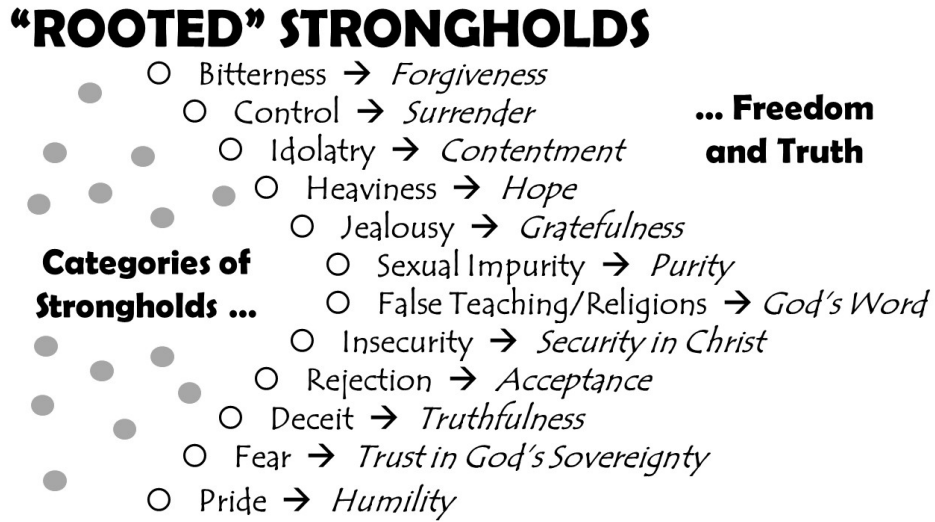 “ROOTED” STRONGHOLDS
Bitterness → Forgiveness
Control → Surrender
... Freedom
and Truth
Idolatry → Contentment
Heaviness → Hope
Jealousy → Gratefulness
Categories of
Strongholds ...
Sexual Impurity → Purity
False Teaching/Religions → God's Word
Insecurity → Security in Christ
Rejection → Acceptance
Deceit → Truthfulness
Fear → Trust in God's Sovereignty
Pride → Humility